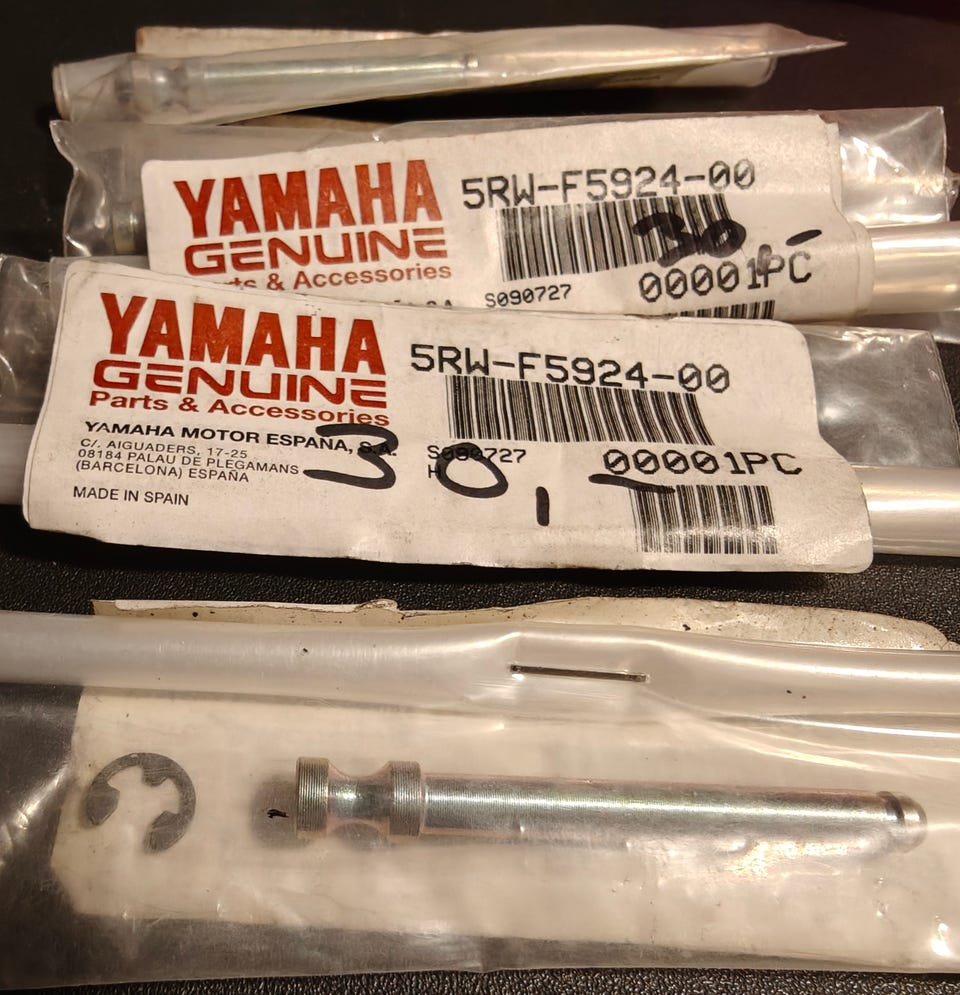 YAMAHA
GENUINE
Parts & Accessories
5RW-F5924-00
30,-
S090727
00001PC
YAMAHA
GENUINE
Parts & Accessories
YAMAHA MOTOR ESPAÑA, S.A.
C/. AIGUADERS, 17-25
08184 PALAU DE PLEGAMANS
(BARCELONA) ESPAÑA
MADE IN SPAIN
5RW-F5924-00
S090727
H
00001PC
30,-